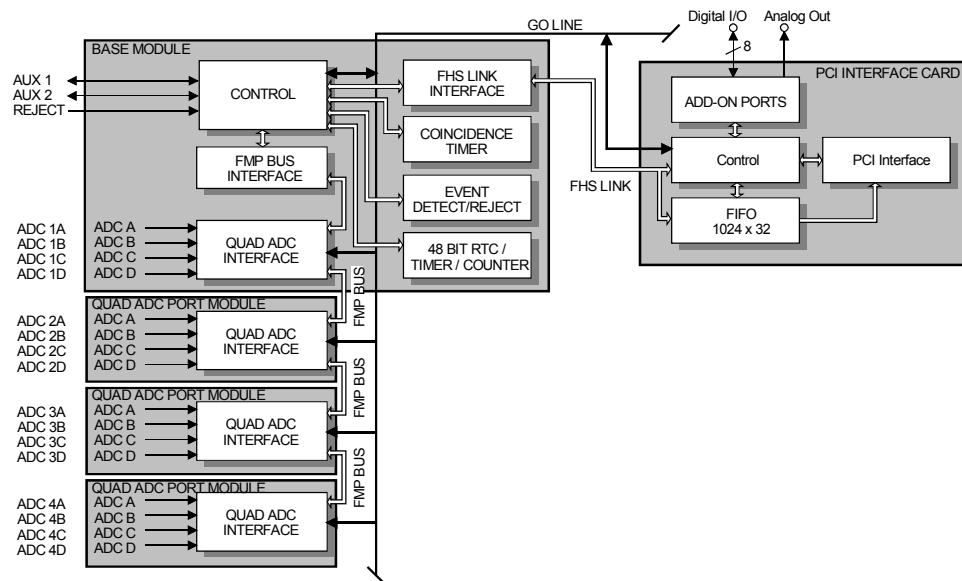 GO LINE
Digital I/O
Analog Out
8
BASE MODULE
AUX 1
AUX 2
REJECT
CONTROL
FHS LINK
INTERFACE
COINCIDENCE
TIMER
FMP BUS
INTERFACE
EVENT
DETECT/REJECT
48 BIT RTC /
TIMER / COUNTER
ADC 1A
ADC 1B
ADC 1C
ADC 1D
ADC A
ADC B
ADC C
ADC D
QUAD ADC
INTERFACE
FMP BUS
QUAD ADC PORT MODULE
ADC 2A
ADC 2B
ADC 2C
ADC 2D
ADC A
ADC B
ADC C
ADC D
QUAD ADC
INTERFACE
FMP BUS
QUAD ADC PORT MODULE
ADC 3A
ADC 3B
ADC 3C
ADC 3D
ADC A
ADC B
ADC C
ADC D
QUAD ADC
INTERFACE
FMP BUS
QUAD ADC PORT MODULE
ADC 4A
ADC 4B
ADC 4C
ADC 4D
ADC A
ADC B
ADC C
ADC D
QUAD ADC
INTERFACE
FHS LINK
PCI INTERFACE CARD
ADD-ON PORTS
Control
PCI Interface
FIFO
1024 x 32